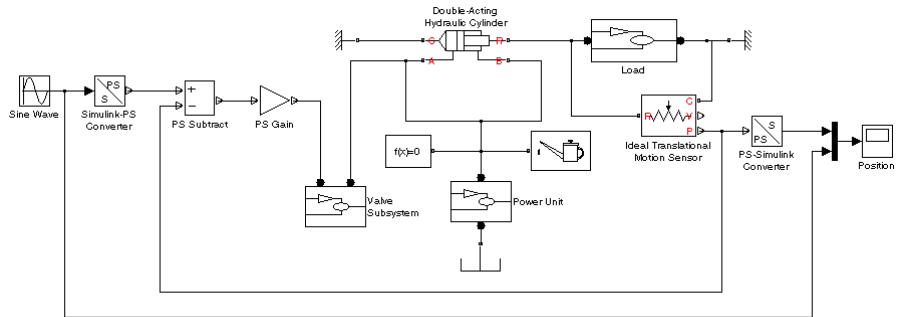 Double-Acting
Hydraulic Cylinder
C
R
A
B
Load
Sine Wave
PS
S
Simulink-PS
Converter
+
−
PS Subtract
PS Gain
f(x)=0
C
R
V
P
Ideal Translational
Motion Sensor
S
PS
PS-Simulink
Converter
Position
Valve
Subsystem
Power Unit